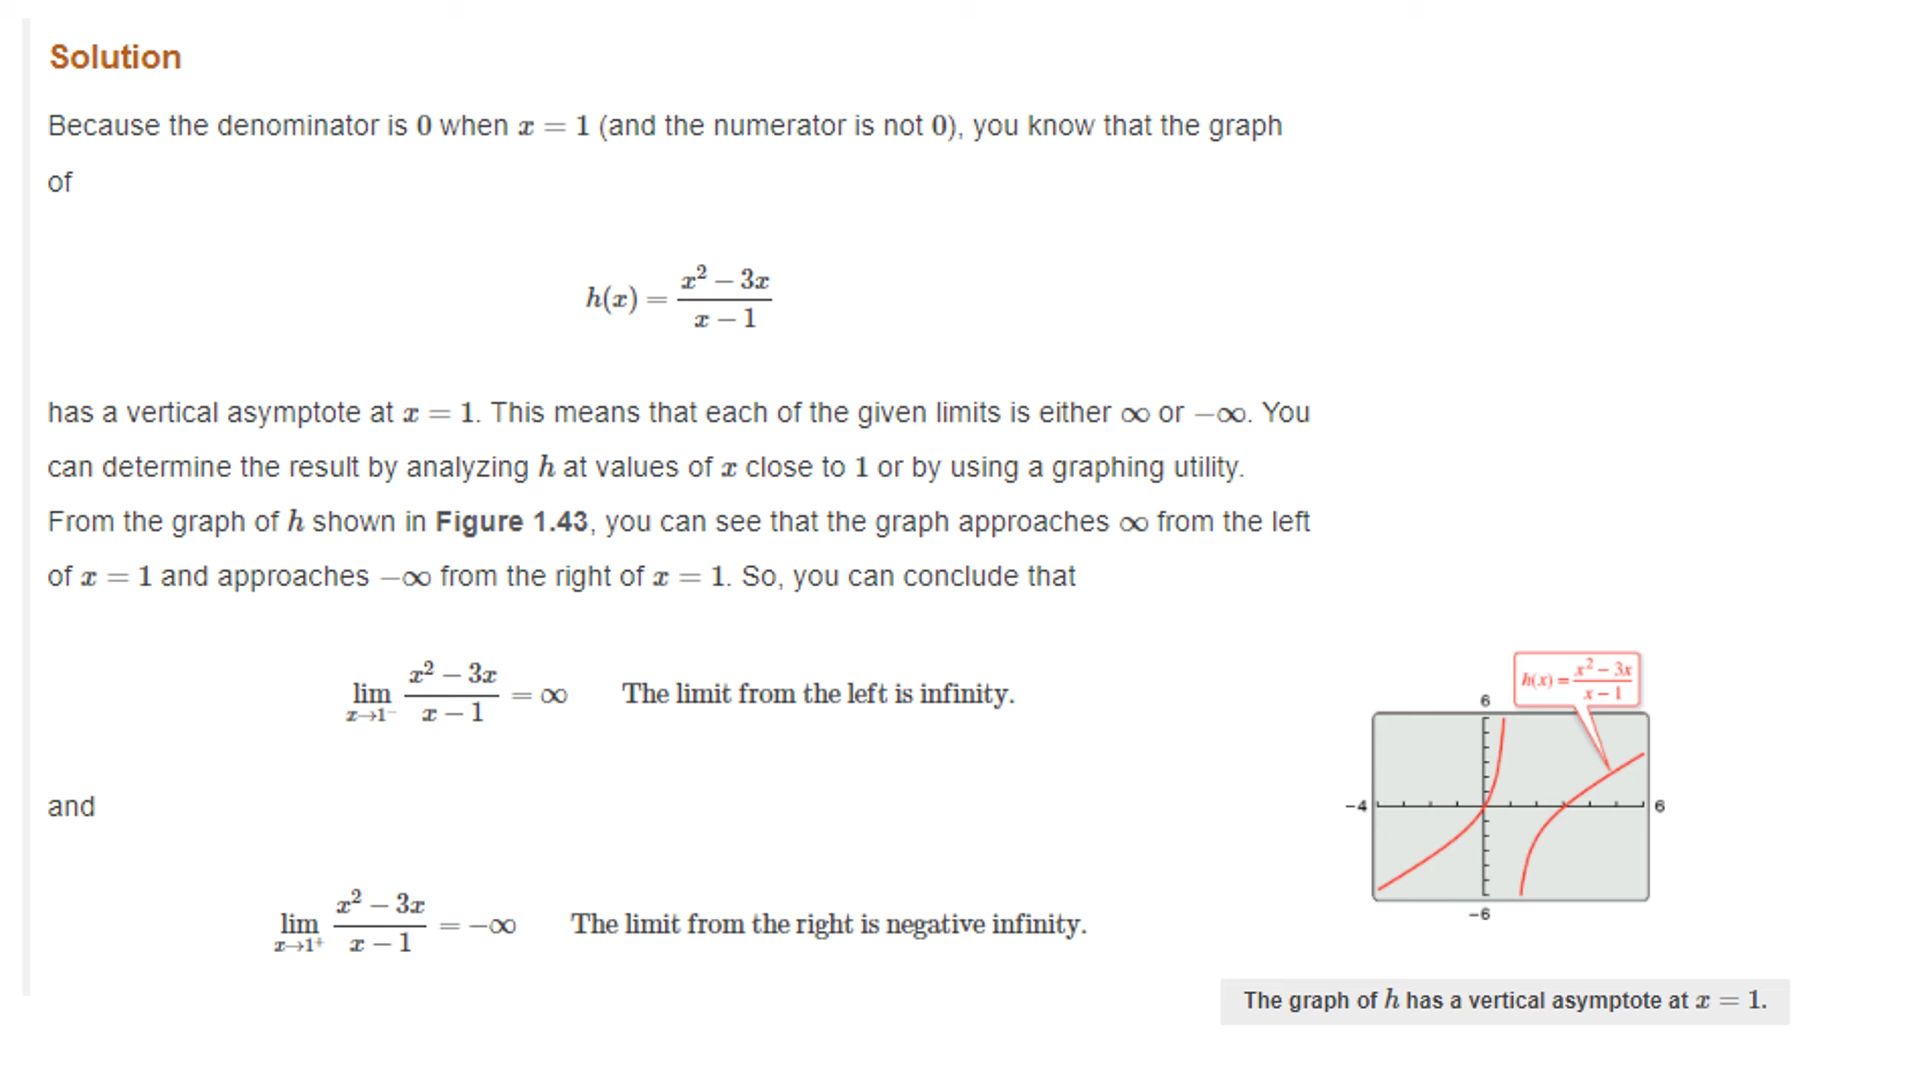 Solution
Because the denominator is 0 when x = 1 (and the numerator is not 0), you know that the graph
of
h(x) = (x² − 3x)/(x − 1)
has a vertical asymptote at x = 1. This means that each of the given limits is either ∞ or −∞. You
can determine the result by analyzing h at values of x close to 1 or by using a graphing utility.
From the graph of h shown in Figure 1.43, you can see that the graph approaches ∞ from the left
of x = 1 and approaches −∞ from the right of x = 1. So, you can conclude that
lim x→1⁻ (x² − 3x)/(x − 1) = ∞ The limit from the left is infinity.
and
lim x→1⁺ (x² − 3x)/(x − 1) = −∞ The limit from the right is negative infinity.
h(x) = (x² − 3x)/(x − 1)
6
−4
6
−6
The graph of h has a vertical asymptote at x = 1.